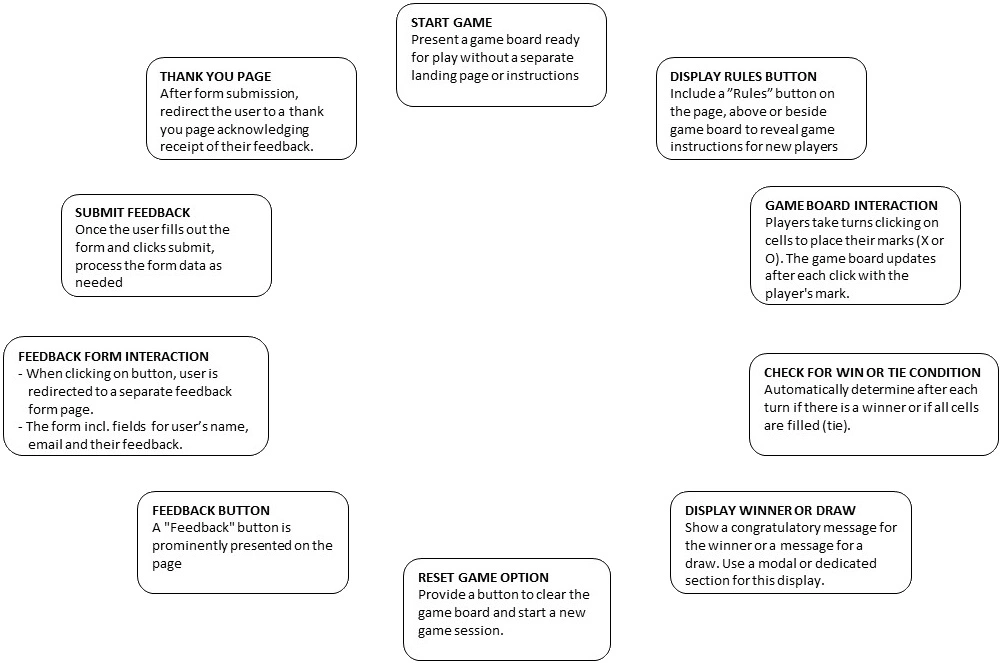 START GAME
Present a game board ready
for play without a separate
landing page or instructions
DISPLAY RULES BUTTON
Include a ”Rules” button on
the page, above or beside
game board to reveal game
instructions for new players
GAME BOARD INTERACTION
Players take turns clicking on
cells to place their marks (X or
O). The game board updates
after each click with the
player's mark.
CHECK FOR WIN OR TIE CONDITION
Automatically determine after each
turn if there is a winner or if all cells
are filled (tie).
DISPLAY WINNER OR DRAW
Show a congratulatory message for
the winner or a message for a
draw. Use a modal or dedicated
section for this display.
RESET GAME OPTION
Provide a button to clear the
game board and start a new
game session.
FEEDBACK BUTTON
A "Feedback" button is
prominently presented on the
page
FEEDBACK FORM INTERACTION
- When clicking on button, user is
redirected to a separate feedback
form page.
- The form incl. fields for user’s name,
email and their feedback.
SUBMIT FEEDBACK
Once the user fills out the
form and clicks submit,
process the form data as
needed
THANK YOU PAGE
After form submission,
redirect the user to a thank
you page acknowledging
receipt of their feedback.